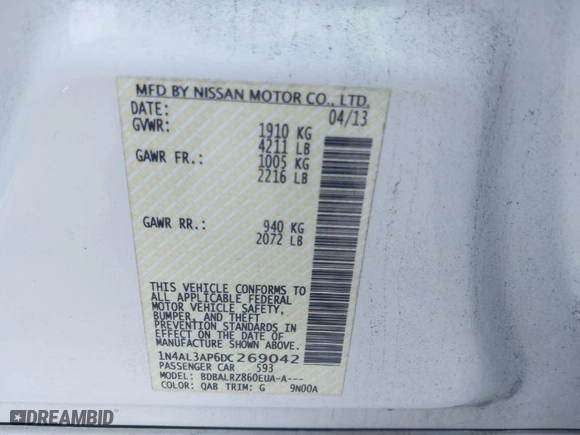 MFD BY NISSAN MOTOR CO., LTD.
DATE: 04/13
GVWR: 1910 KG
4211 LB
GAWR FR.: 1005 KG
2216 LB
GAWR RR.: 940 KG
2072 LB
THIS VEHICLE CONFORMS TO
ALL APPLICABLE FEDERAL
MOTOR VEHICLE SAFETY,
BUMPER, AND THEFT
PREVENTION STANDARDS IN
EFFECT ON THE DATE OF
MANUFACTURE SHOWN ABOVE.
1N4AL3AP6DC269042
PASSENGER CAR 593
MODEL: BDBALRZ860EUA-A---
COLOR: QAB TRIM: G 9N00A
DREAMBID